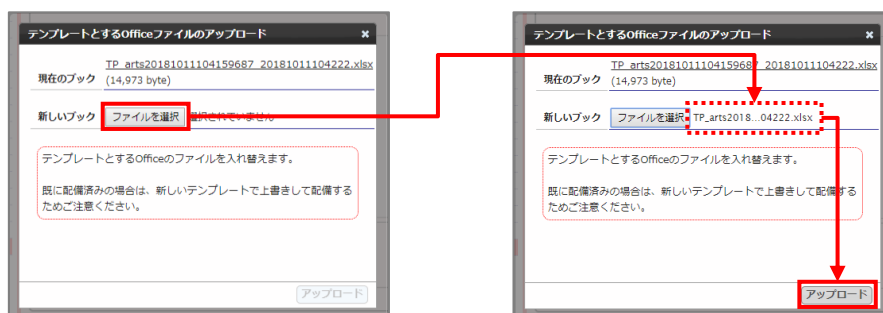 テンプレートとするOfficeファイルのアップロード ×
現在のブック TP_arts20181011104159687_20181011104222.xlsx
(14,973 byte)
新しいブック ファイルを選択 選択されていません
テンプレートとするOfficeのファイルを入れ替えます。
既に配備済みの場合は、新しいテンプレートで上書きして配備する
ためご注意ください。
アップロード
テンプレートとするOfficeファイルのアップロード ×
現在のブック TP_arts20181011104159687_20181011104222.xlsx
(14,973 byte)
新しいブック ファイルを選択 TP_arts2018...04222.xlsx
テンプレートとするOfficeのファイルを入れ替えます。
既に配備済みの場合は、新しいテンプレートで上書きして配備する
ためご注意ください。
アップロード